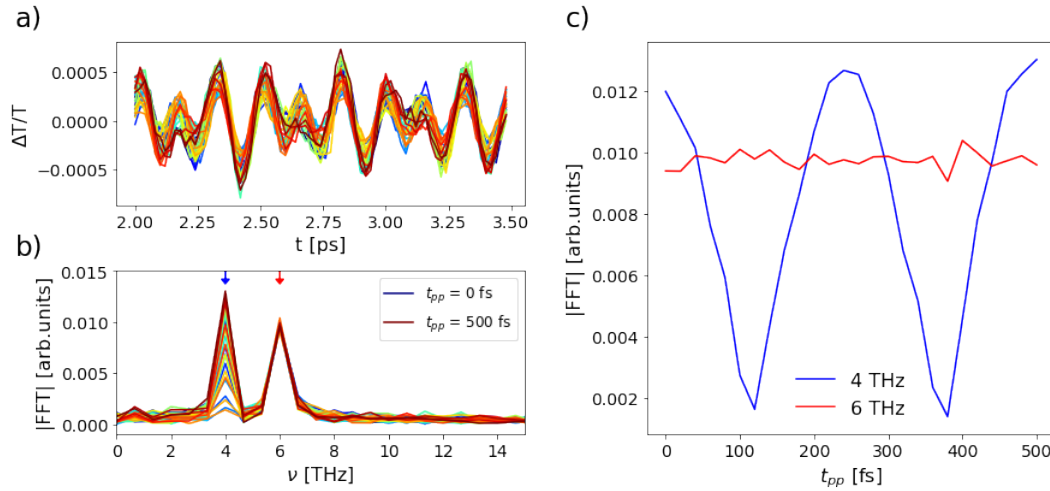 a)
ΔT/T
0.0005
0.0000
−0.0005
2.00 2.25 2.50 2.75 3.00 3.25 3.50
t [ps]
b)
|FFT| [arb.units]
0.015
0.010
0.005
0.000
t_pp = 0 fs
t_pp = 500 fs
0 2 4 6 8 10 12 14
ν [THz]
c)
|FFT| [arb.units]
0.012
0.010
0.008
0.006
0.004
0.002
4 THz
6 THz
0 100 200 300 400 500
t_pp [fs]